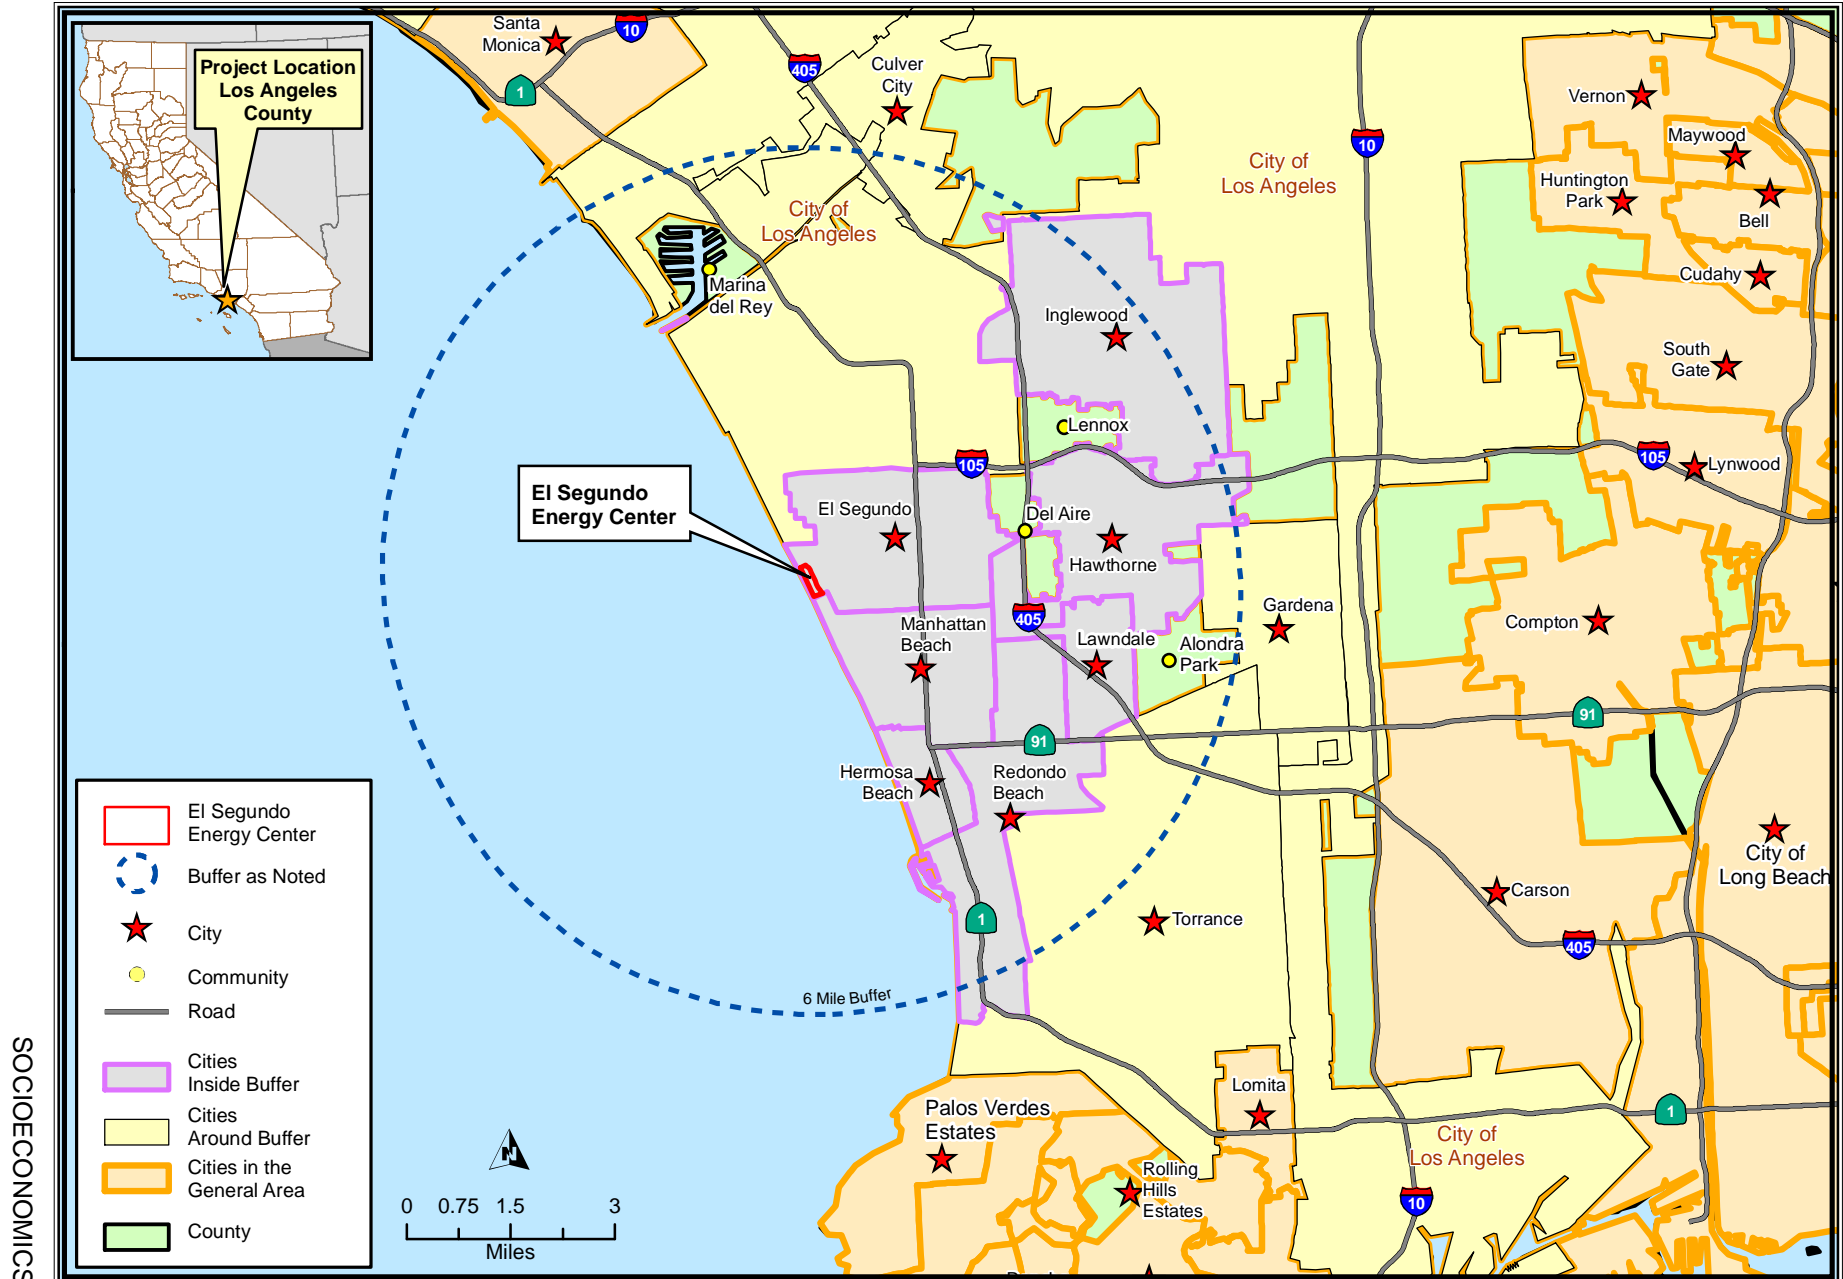 Project Location
Los Angeles
County
Santa
Monica
10
1
405
Culver
City
10
City of
Los Angeles
Vernon
Maywood
Huntington
Park
Bell
Cudahy
City of
Los Angeles
Marina
del Rey
Inglewood
South
Gate
Lennox
105
105
Lynwood
El Segundo
Energy Center
El Segundo
Del Aire
Hawthorne
405
Manhattan
Beach
Lawndale
Alondra
Park
Gardena
Compton
91
91
Hermosa
Beach
Redondo
Beach
City of
Long Beach
Carson
1
Torrance
405
6 Mile Buffer
El Segundo
Energy Center
Buffer as Noted
City
Community
Road
Cities
Inside Buffer
Cities
Around Buffer
Cities in the
General Area
County
N
0 0.75 1.5 3
Miles
Palos Verdes
Estates
Lomita
1
City of
Los Angeles
Rolling
Hills
Estates
10
SOCIOECONOMICS